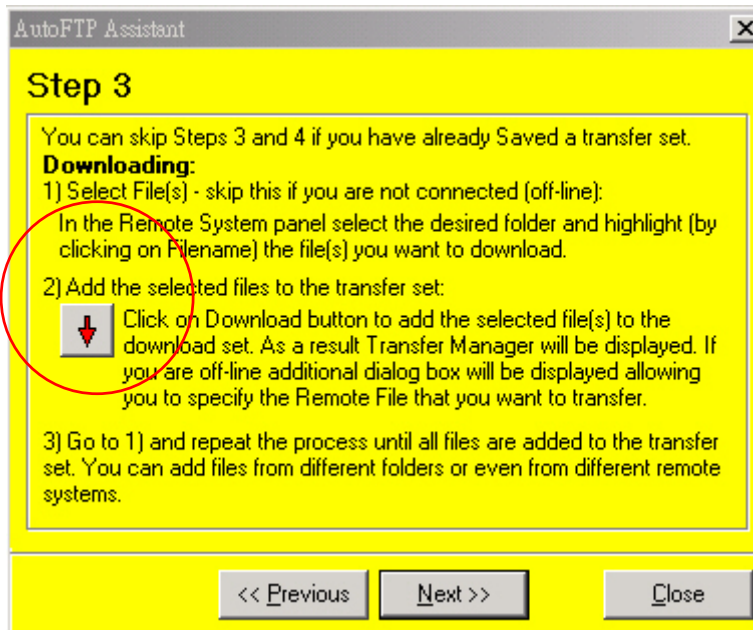 AutoFTP Assistant
Step 3
You can skip Steps 3 and 4 if you have already Saved a transfer set.
Downloading:
1) Select File(s) - skip this if you are not connected (off-line):
In the Remote System panel select the desired folder and highlight (by
clicking on Filename) the file(s) you want to download.
2) Add the selected files to the transfer set:
Click on Download button to add the selected file(s) to the
download set. As a result Transfer Manager will be displayed. If
you are off-line additional dialog box will be displayed allowing
you to specify the Remote File that you want to transfer.
3) Go to 1) and repeat the process until all files are added to the transfer
set. You can add files from different folders or even from different remote
systems.
<< Previous Next >> Close